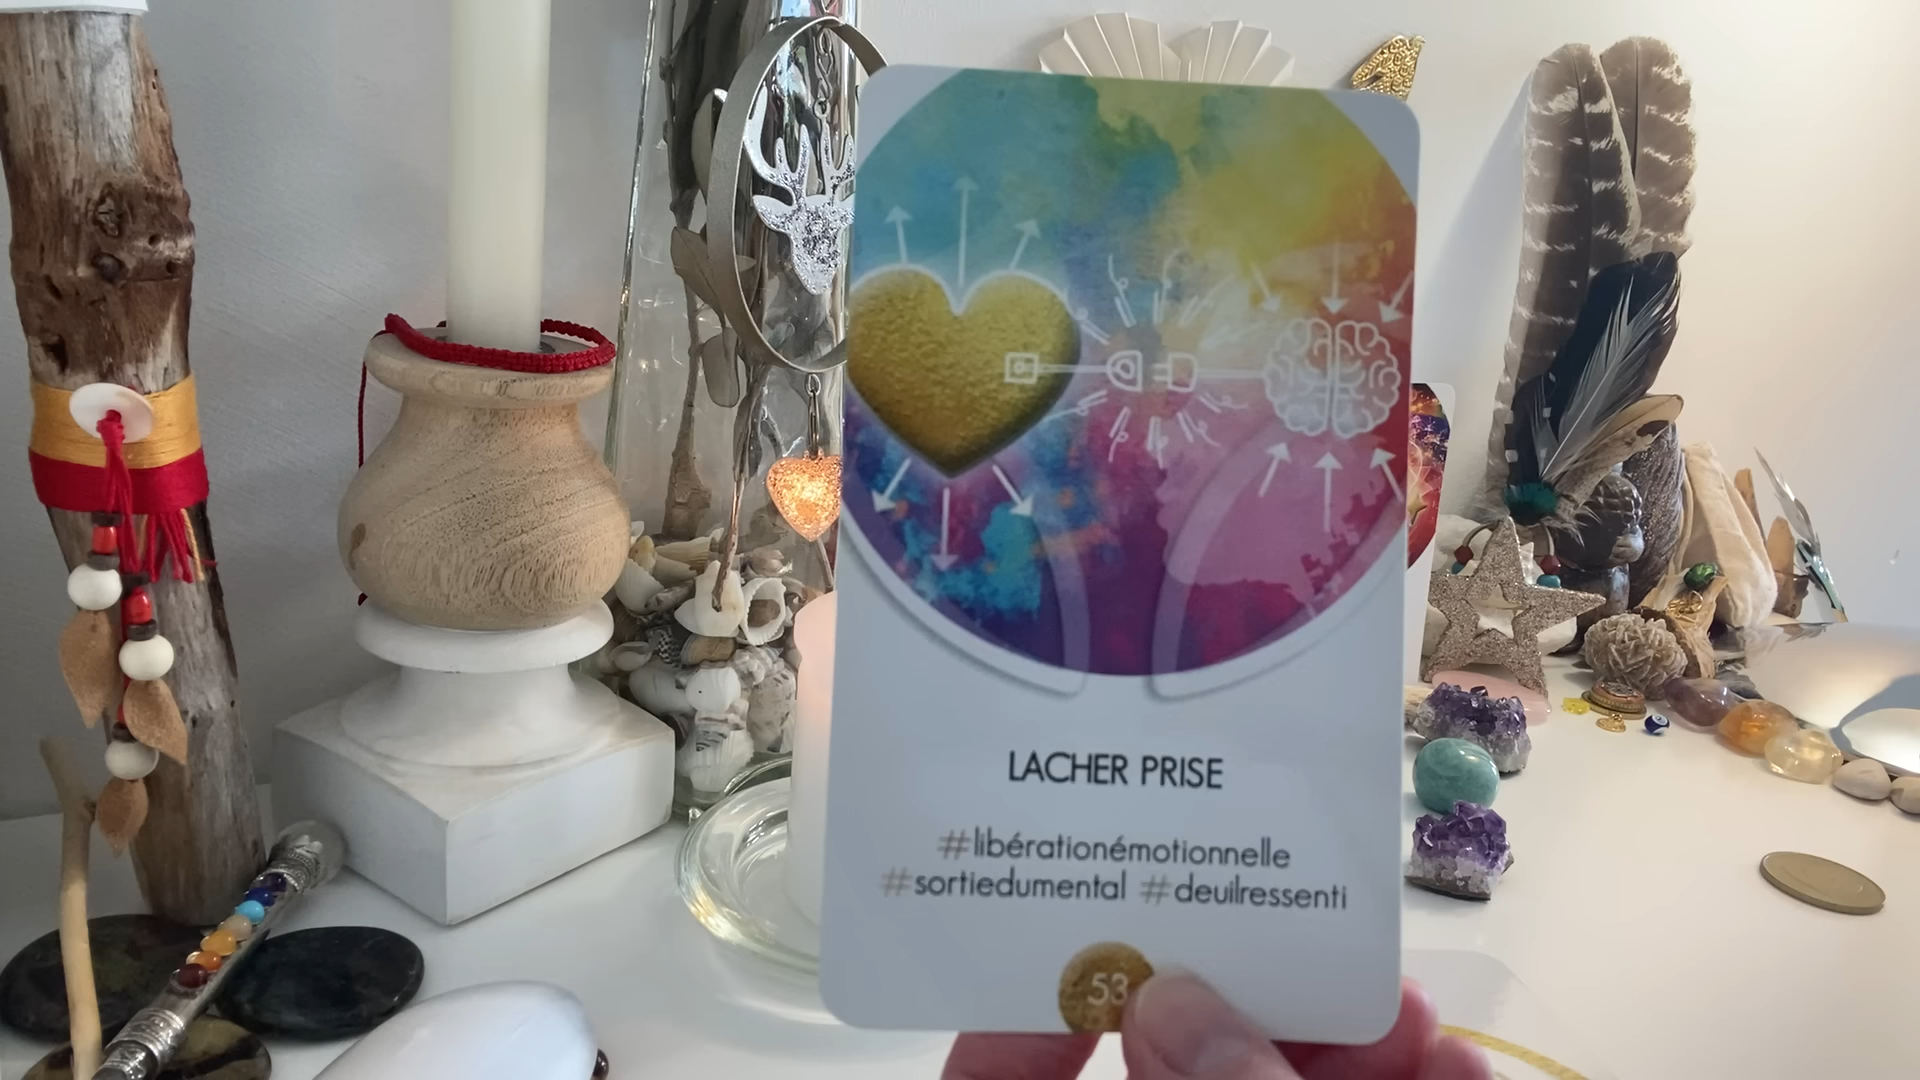 LACHER PRISE
#libérationémotionnelle
#sortiedumental #deuilressenti
53